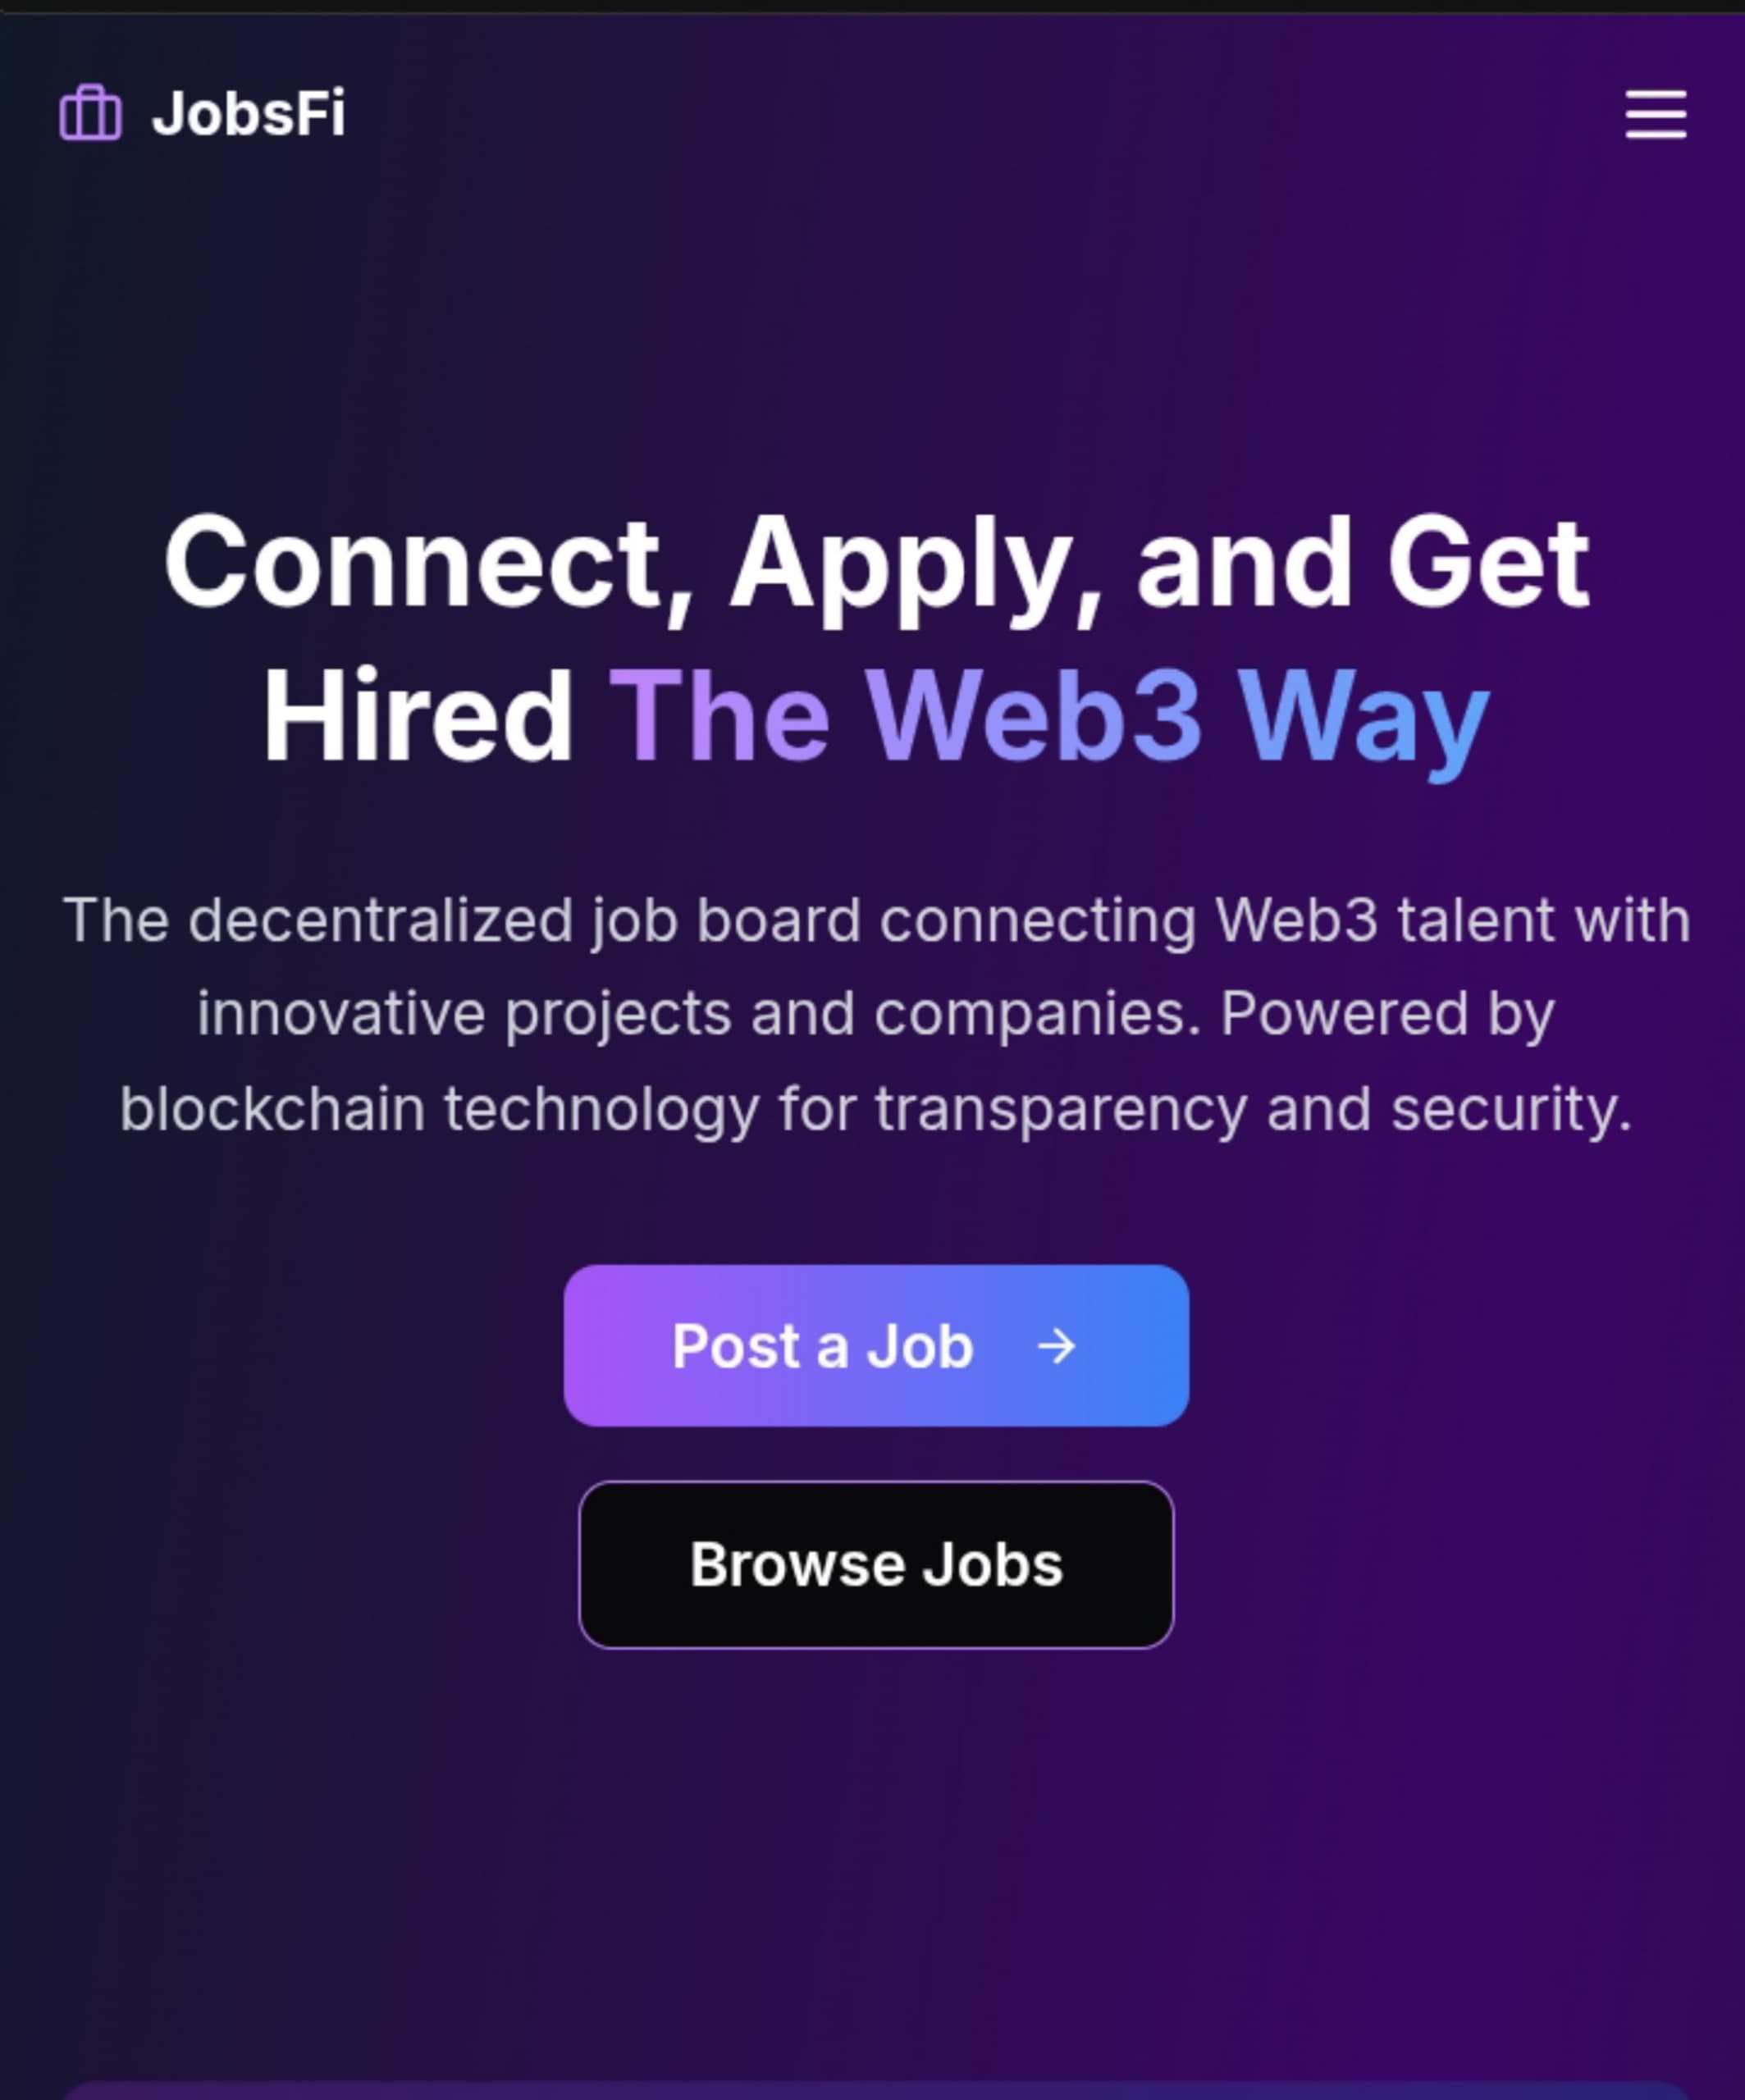 JobsFi
Connect, Apply, and Get
Hired The Web3 Way
The decentralized job board connecting Web3 talent with
innovative projects and companies. Powered by
blockchain technology for transparency and security.
Post a Job →
Browse Jobs